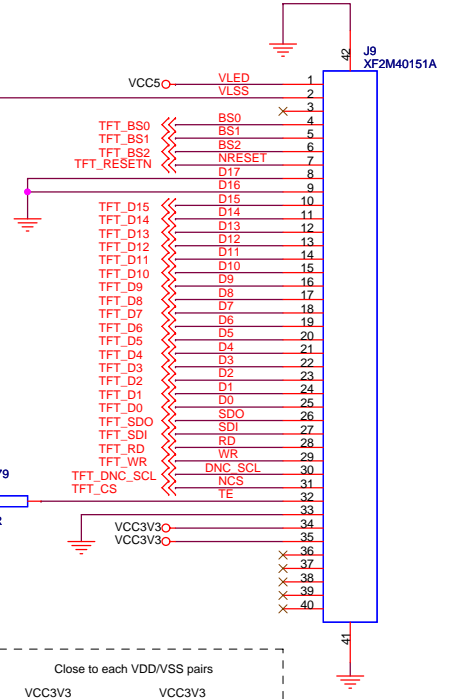 42
J9
XF2M40151A
VCC5 VLED 1
VLSS 2
3
TFT_BS0 BS0 4
TFT_BS1 BS1 5
TFT_BS2 BS2 6
TFT_RESETN NRESET 7
D17 8
D16 9
TFT_D15 D15 10
TFT_D14 D14 11
TFT_D13 D13 12
TFT_D12 D12 13
TFT_D11 D11 14
TFT_D10 D10 15
TFT_D9 D9 16
TFT_D8 D8 17
TFT_D7 D7 18
TFT_D6 D6 19
TFT_D5 D5 20
TFT_D4 D4 21
TFT_D3 D3 22
TFT_D2 D2 23
TFT_D1 D1 24
TFT_D0 D0 25
TFT_SDO SDO 26
TFT_SDI SDI 27
TFT_RD RD 28
TFT_WR WR 29
TFT_DNC_SCL DNC_SCL 30
TFT_CS NCS 31
TE 32
33
VCC3V3 34
VCC3V3 35
36
37
38
39
40
41
Close to each VDD/VSS pairs
VCC3V3 VCC3V3